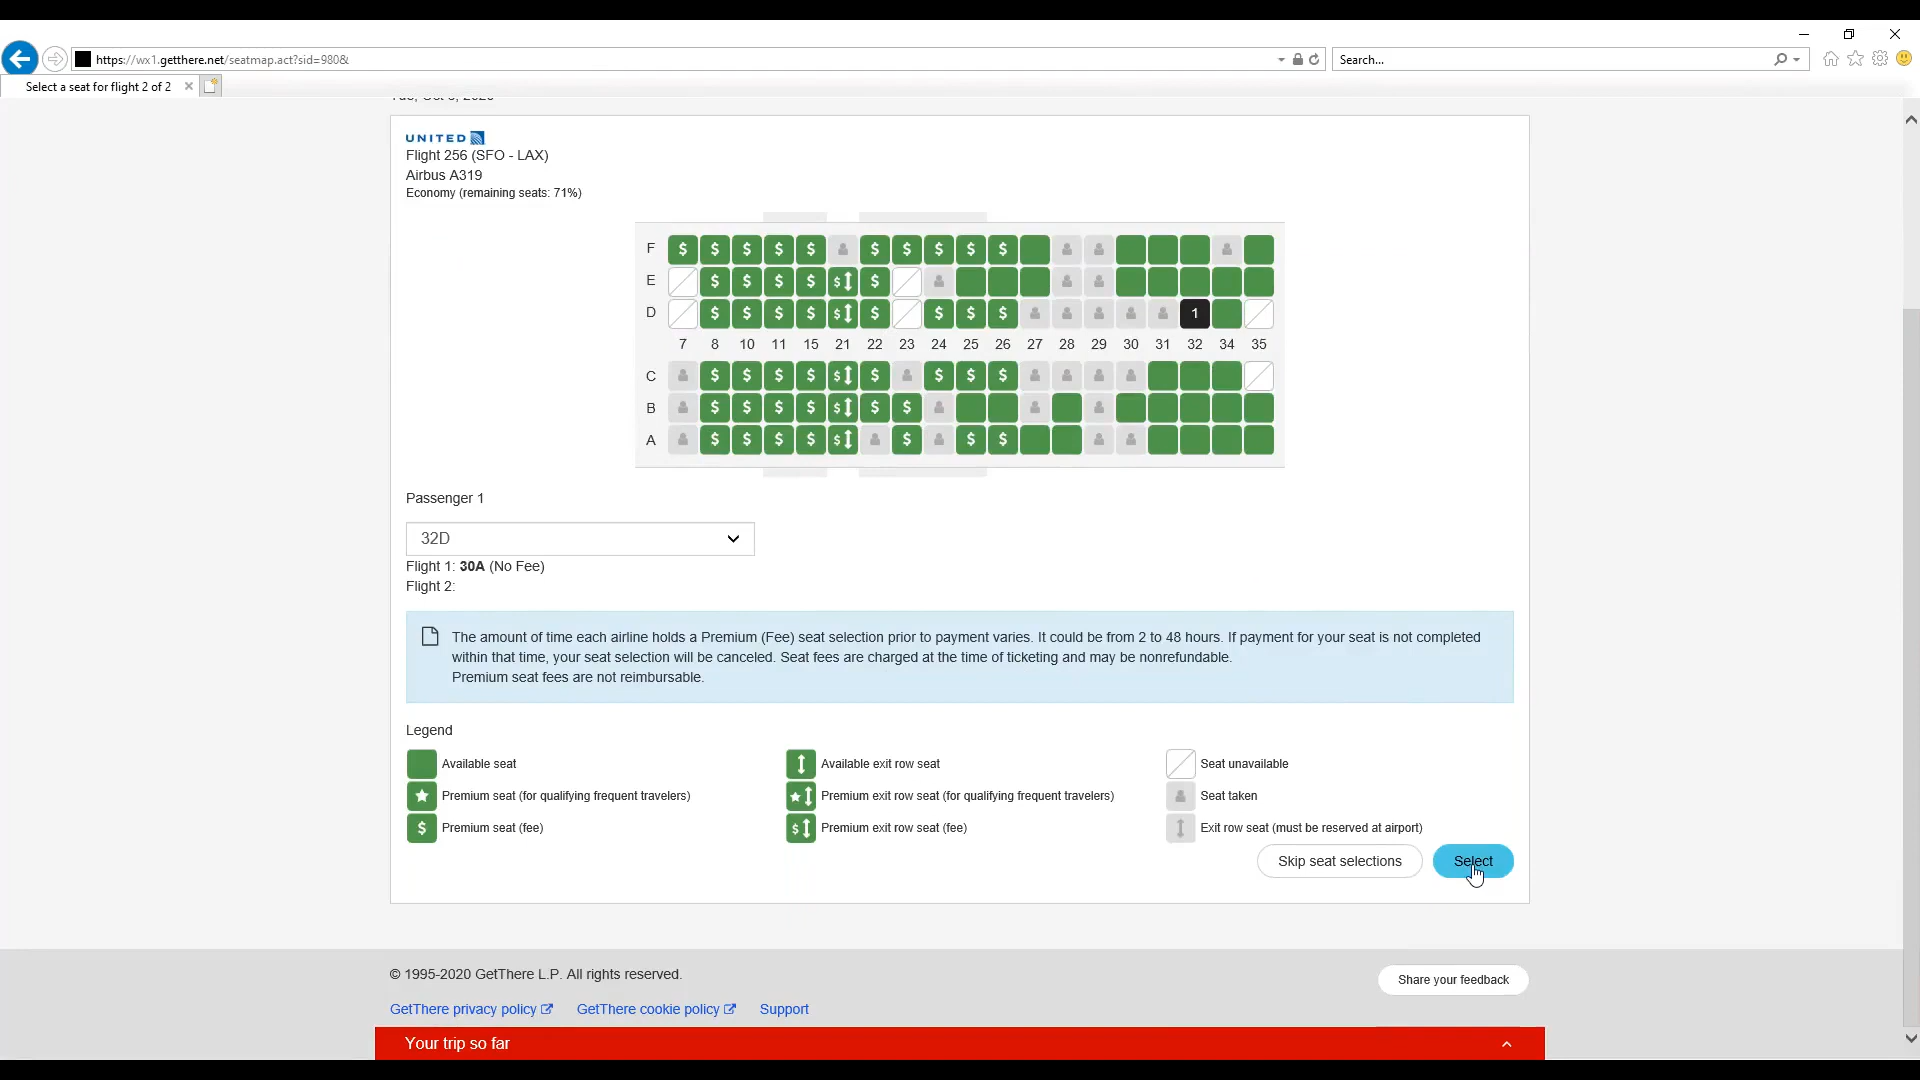 https://wx1.getthere.net/seatmap.act?sid=980&
Search...
Select a seat for flight 2 of 2
UNITED
Flight 256 (SFO - LAX)
Airbus A319
Economy (remaining seats: 71%)
F $ $ $ $ $ $ $ $ $ $
E $ $ $ $ $ $
D $ $ $ $ $ $ $ $ $ 1
7 8 10 11 15 21 22 23 24 25 26 27 28 29 30 31 32 34 35
C $ $ $ $ $ $ $ $ $
B $ $ $ $ $ $ $
A $ $ $ $ $ $ $ $
Passenger 1
32D
Flight 1: 30A (No Fee)
Flight 2:
The amount of time each airline holds a Premium (Fee) seat selection prior to payment varies. It could be from 2 to 48 hours. If payment for your seat is not completed
within that time, your seat selection will be canceled. Seat fees are charged at the time of ticketing and may be nonrefundable.
Premium seat fees are not reimbursable.
Legend
Available seat
Available exit row seat
Seat unavailable
Premium seat (for qualifying frequent travelers)
Premium exit row seat (for qualifying frequent travelers)
Seat taken
$ Premium seat (fee)
$ Premium exit row seat (fee)
Exit row seat (must be reserved at airport)
Skip seat selections
Select
© 1995-2020 GetThere L.P. All rights reserved.
Share your feedback
GetThere privacy policy
GetThere cookie policy
Support
Your trip so far